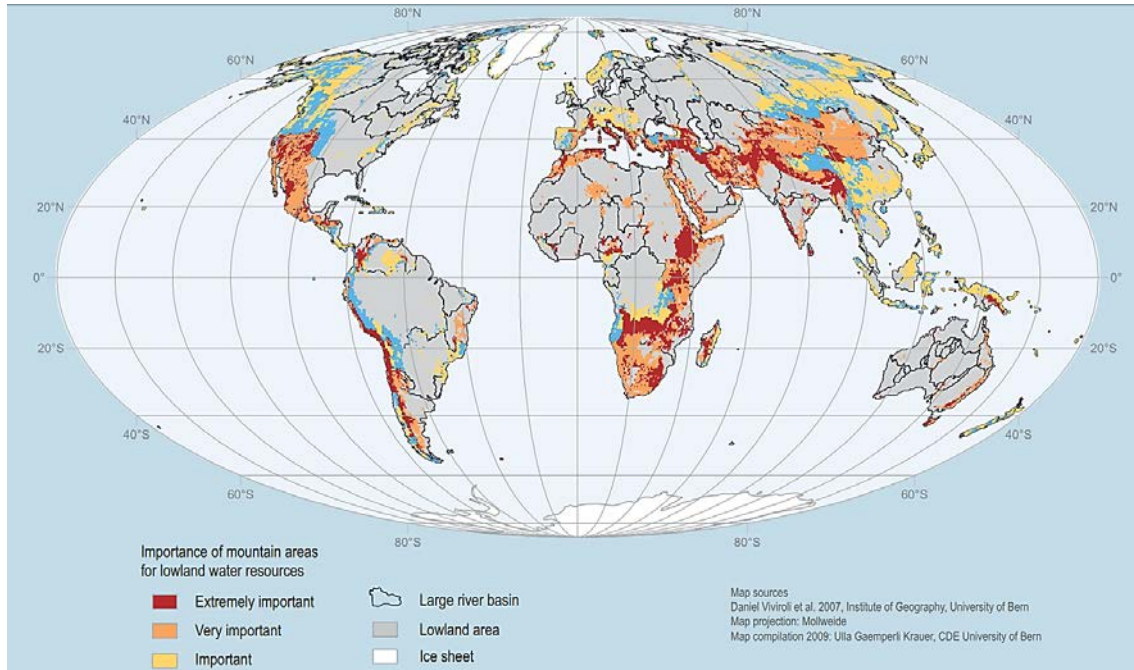 80°N 80°N
60°N 60°N
40°N 40°N
20°N 20°N
0° 0°
20°S 20°S
40°S 40°S
60°S 60°S
80°S 80°S
Importance of mountain areas
for lowland water resources
Extremely important
Very important
Important
Large river basin
Lowland area
Ice sheet
Map sources
Daniel Viviroli et al. 2007, Institute of Geography, University of Bern
Map projection: Mollweide
Map compilation 2009: Ulla Gaemperli Krauer, CDE University of Bern